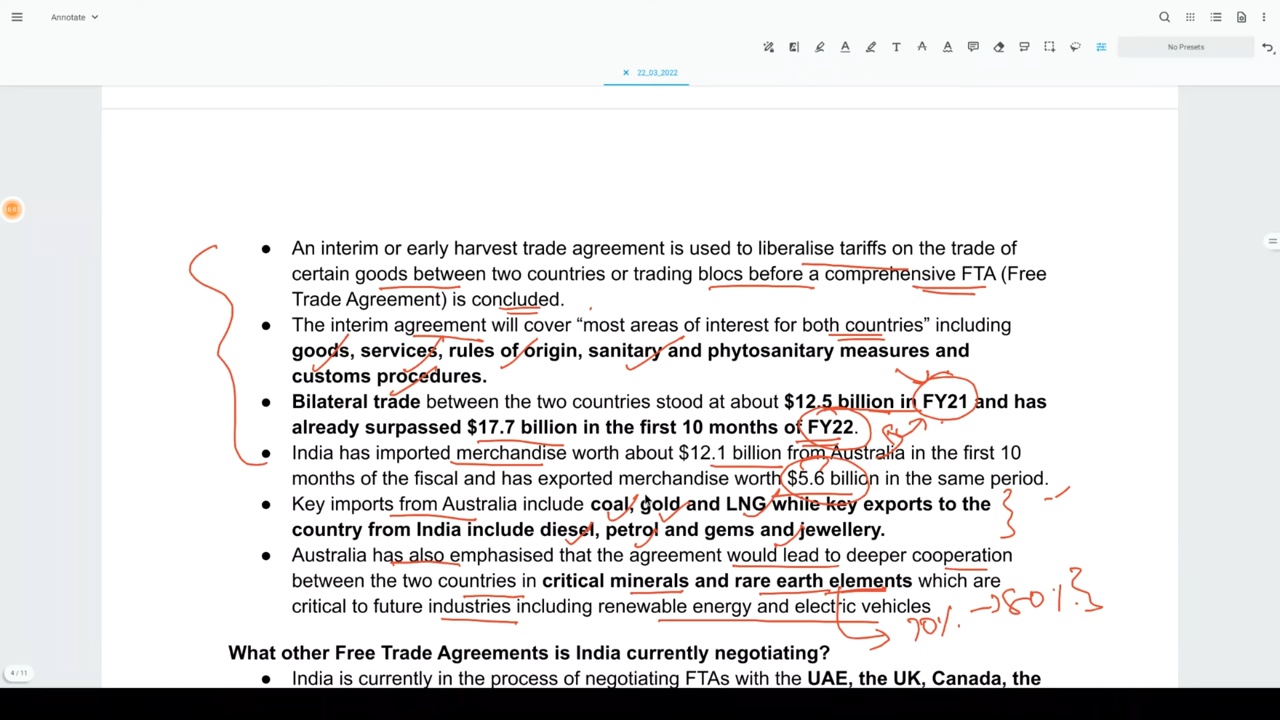 Annotate
No Presets
22_03_2022
An interim or early harvest trade agreement is used to liberalise tariffs on the trade of
certain goods between two countries or trading blocs before a comprehensive FTA (Free
Trade Agreement) is concluded.
The interim agreement will cover “most areas of interest for both countries” including
goods, services, rules of origin, sanitary and phytosanitary measures and
customs procedures.
Bilateral trade between the two countries stood at about $12.5 billion in FY21 and has
already surpassed $17.7 billion in the first 10 months of FY22.
India has imported merchandise worth about $12.1 billion from Australia in the first 10
months of the fiscal and has exported merchandise worth $5.6 billion in the same period.
Key imports from Australia include coal, gold and LNG while key exports to the
country from India include diesel, petrol and gems and jewellery.
Australia has also emphasised that the agreement would lead to deeper cooperation
between the two countries in critical minerals and rare earth elements which are
critical to future industries including renewable energy and electric vehicles
70% → 80%
4 / 11
What other Free Trade Agreements is India currently negotiating?
India is currently in the process of negotiating FTAs with the UAE, the UK, Canada, the